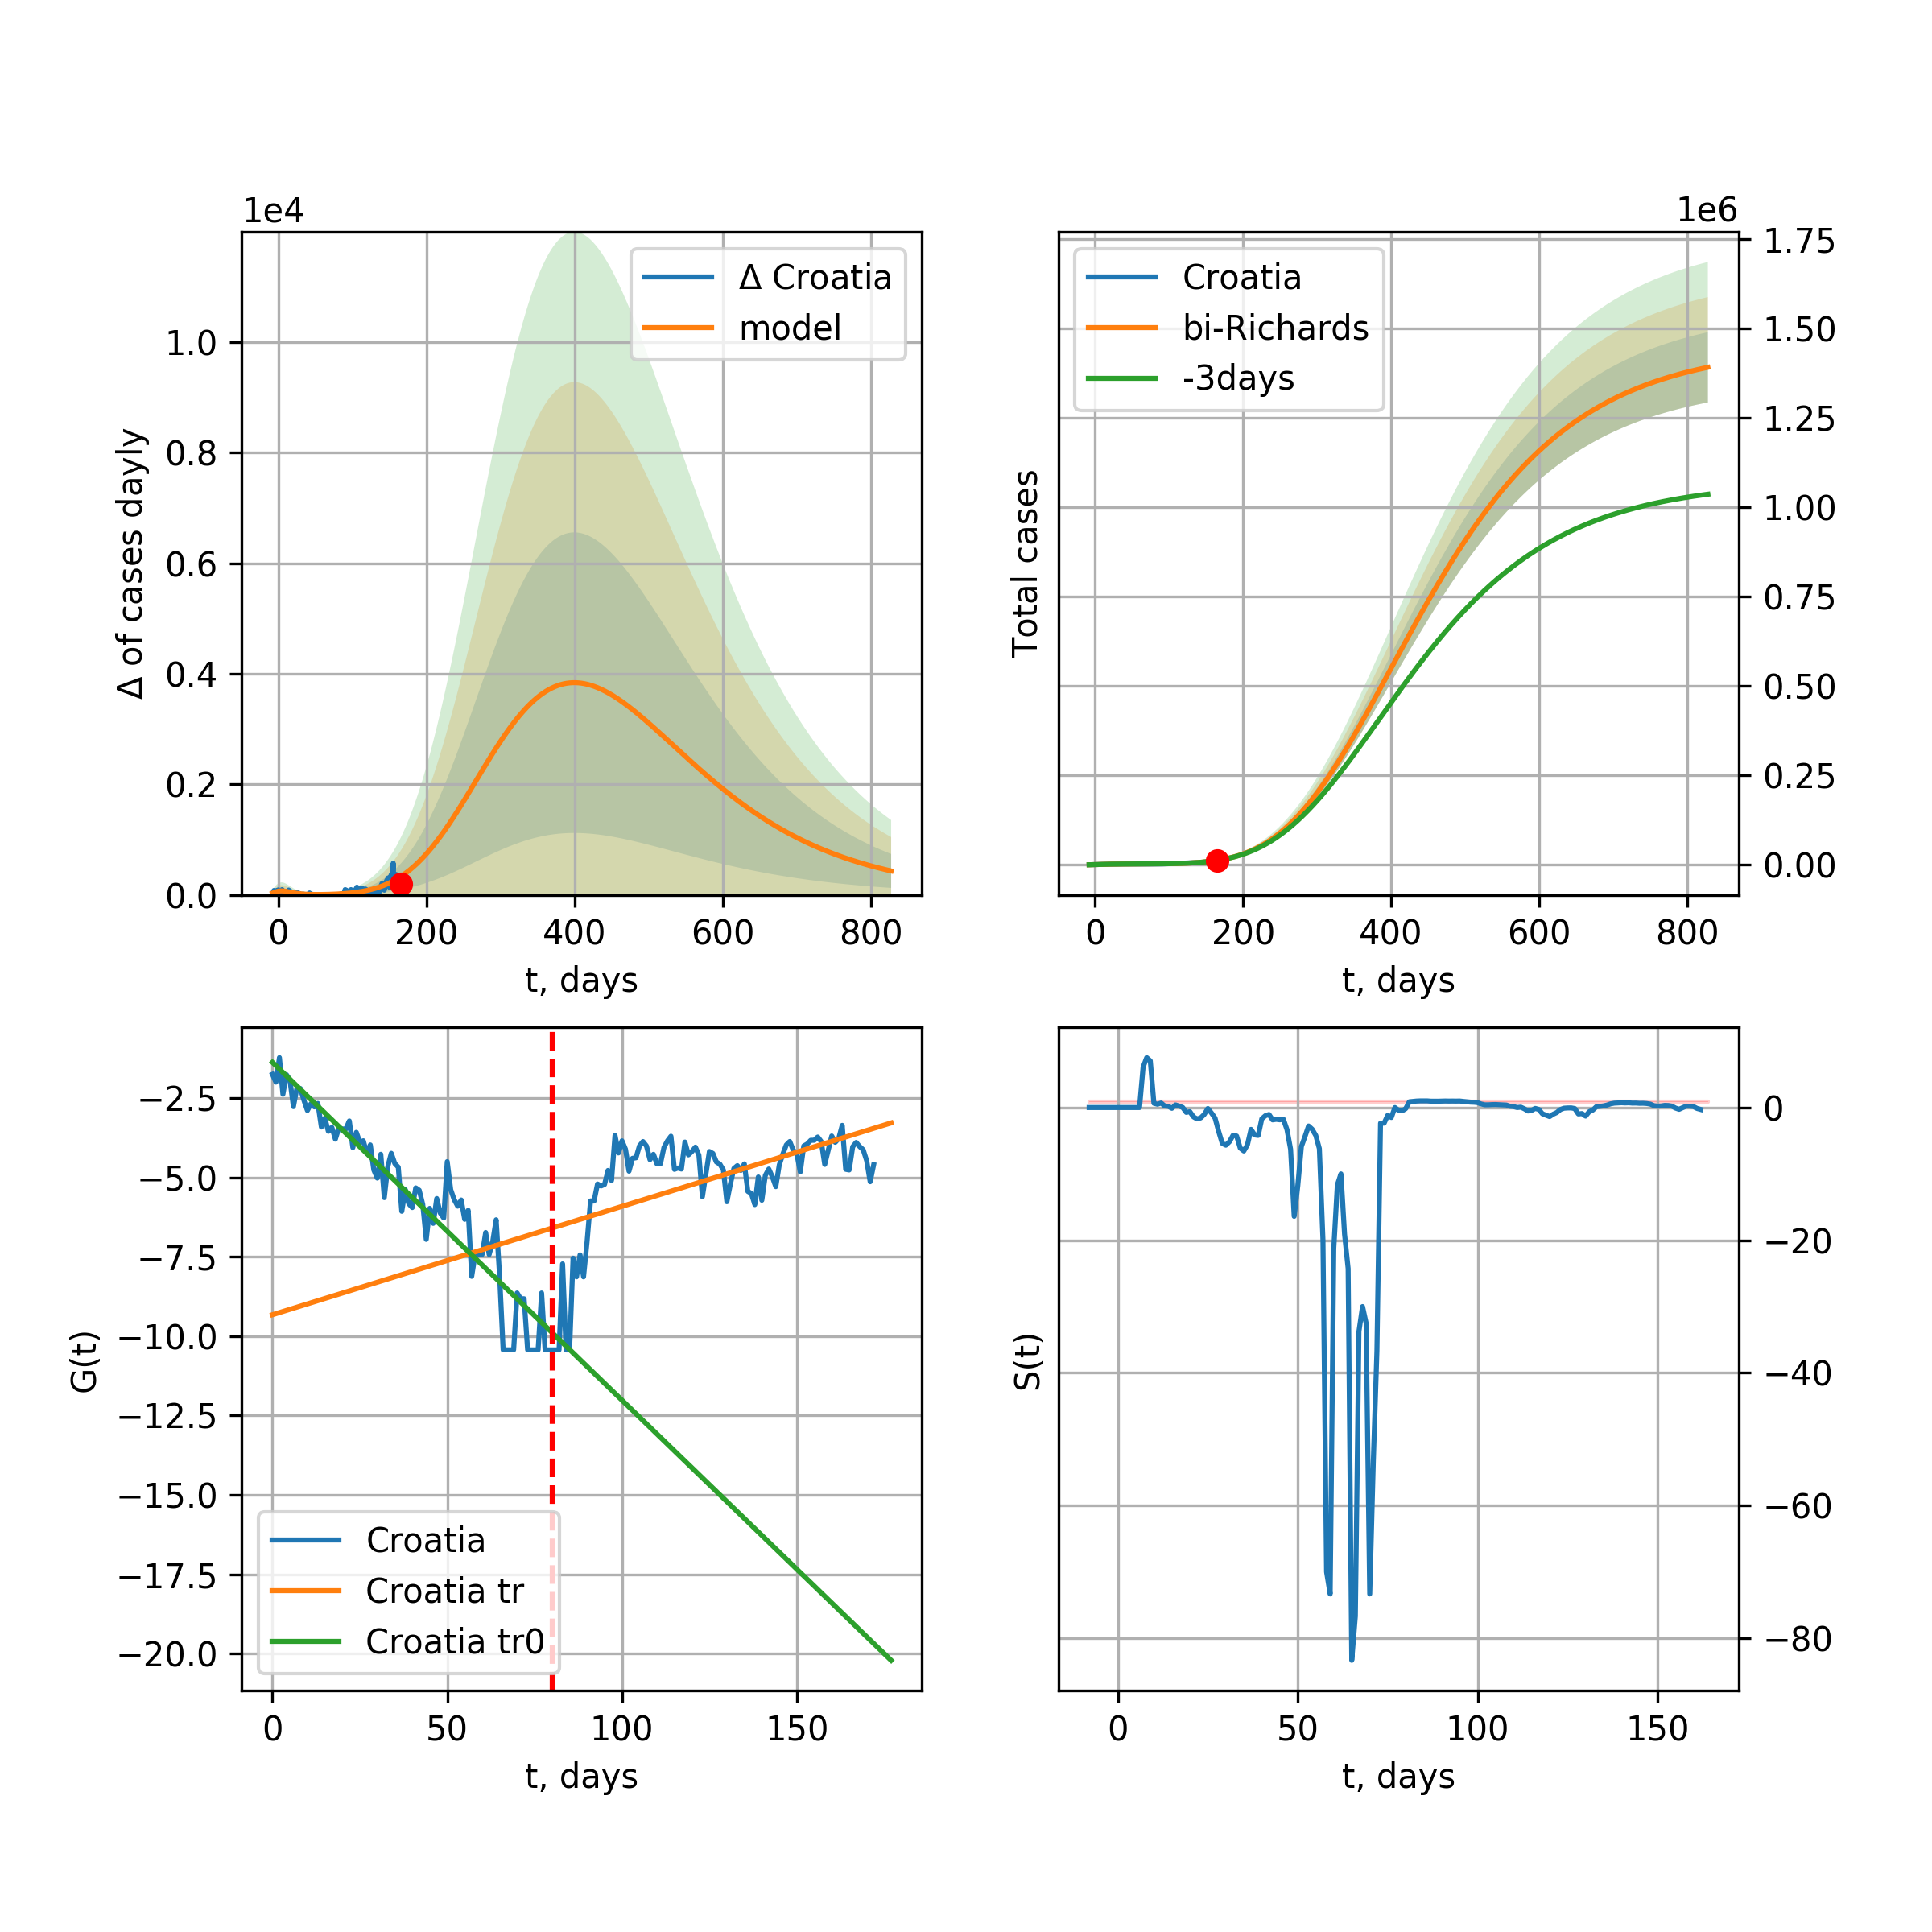 1e4
Δ of cases dayly
1.0
0.8
0.6
0.4
0.2
0.0
0 200 400 600 800
t, days
Δ Croatia
model
1e6
Total cases
1.75
1.50
1.25
1.00
0.75
0.50
0.25
0.00
0 200 400 600 800
t, days
Croatia
bi-Richards
-3days
G(t)
−2.5
−5.0
−7.5
−10.0
−12.5
−15.0
−17.5
−20.0
0 50 100 150
t, days
Croatia
Croatia tr
Croatia tr0
S(t)
0
−20
−40
−60
−80
0 50 100 150
t, days